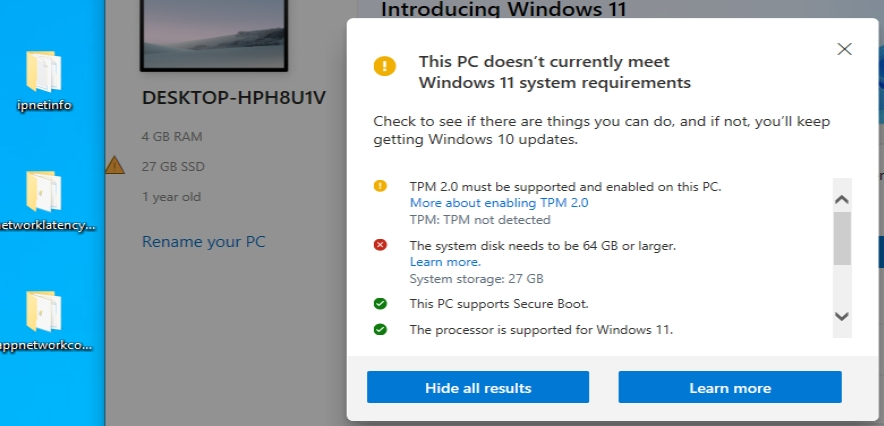 Introducing Windows 11
ipnetinfo
etworklatency...
appnetworkco...
DESKTOP-HPH8U1V
4 GB RAM
27 GB SSD
1 year old
Rename your PC
This PC doesn't currently meet
Windows 11 system requirements
Check to see if there are things you can do, and if not, you'll keep
getting Windows 10 updates.
TPM 2.0 must be supported and enabled on this PC.
More about enabling TPM 2.0
TPM: TPM not detected
The system disk needs to be 64 GB or larger.
Learn more.
System storage: 27 GB
This PC supports Secure Boot.
The processor is supported for Windows 11.
Hide all results
Learn more